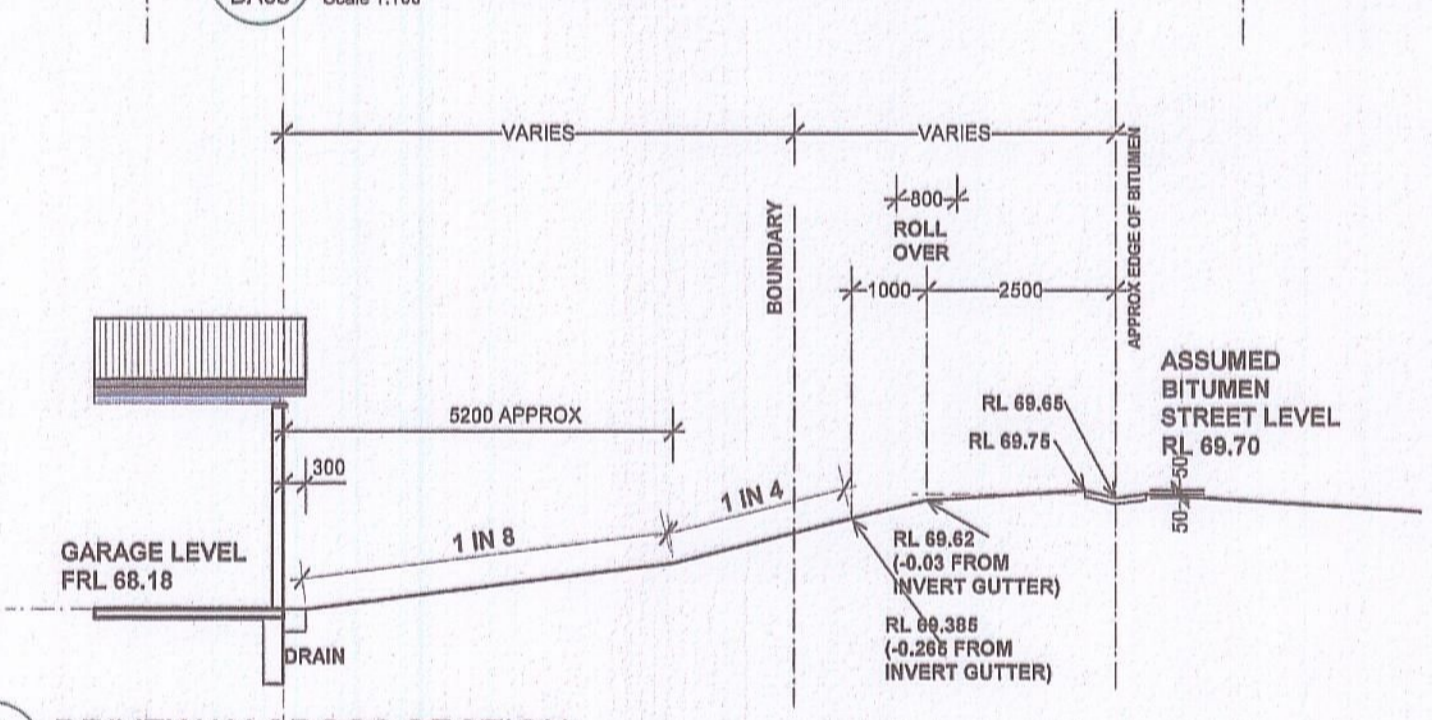 Scale 1:100
VARIES
VARIES
800
ROLL
OVER
BOUNDARY
APPROX EDGE OF BITUMEN
1000
2500
ASSUMED
BITUMEN
STREET LEVEL
RL 69.70
RL 69.65
RL 69.75
50
50
5200 APPROX
300
1 IN 4
1 IN 8
GARAGE LEVEL
FRL 68.18
RL 69.62
(-0.03 FROM
INVERT GUTTER)
RL 69.385
(-0.265 FROM
INVERT GUTTER)
DRAIN